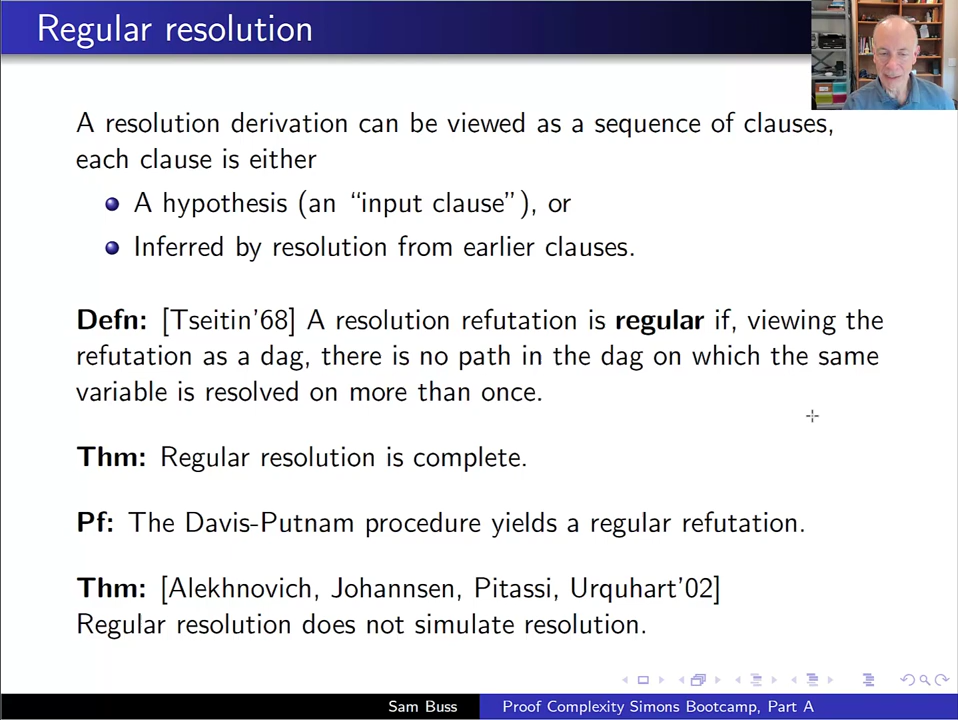 Regular resolution
A resolution derivation can be viewed as a sequence of clauses,
each clause is either
A hypothesis (an “input clause”), or
Inferred by resolution from earlier clauses.
Defn: [Tseitin’68] A resolution refutation is regular if, viewing the
refutation as a dag, there is no path in the dag on which the same
variable is resolved on more than once.
Thm: Regular resolution is complete.
Pf: The Davis-Putnam procedure yields a regular refutation.
Thm: [Alekhnovich, Johannsen, Pitassi, Urquhart’02]
Regular resolution does not simulate resolution.
Sam Buss Proof Complexity Simons Bootcamp, Part A